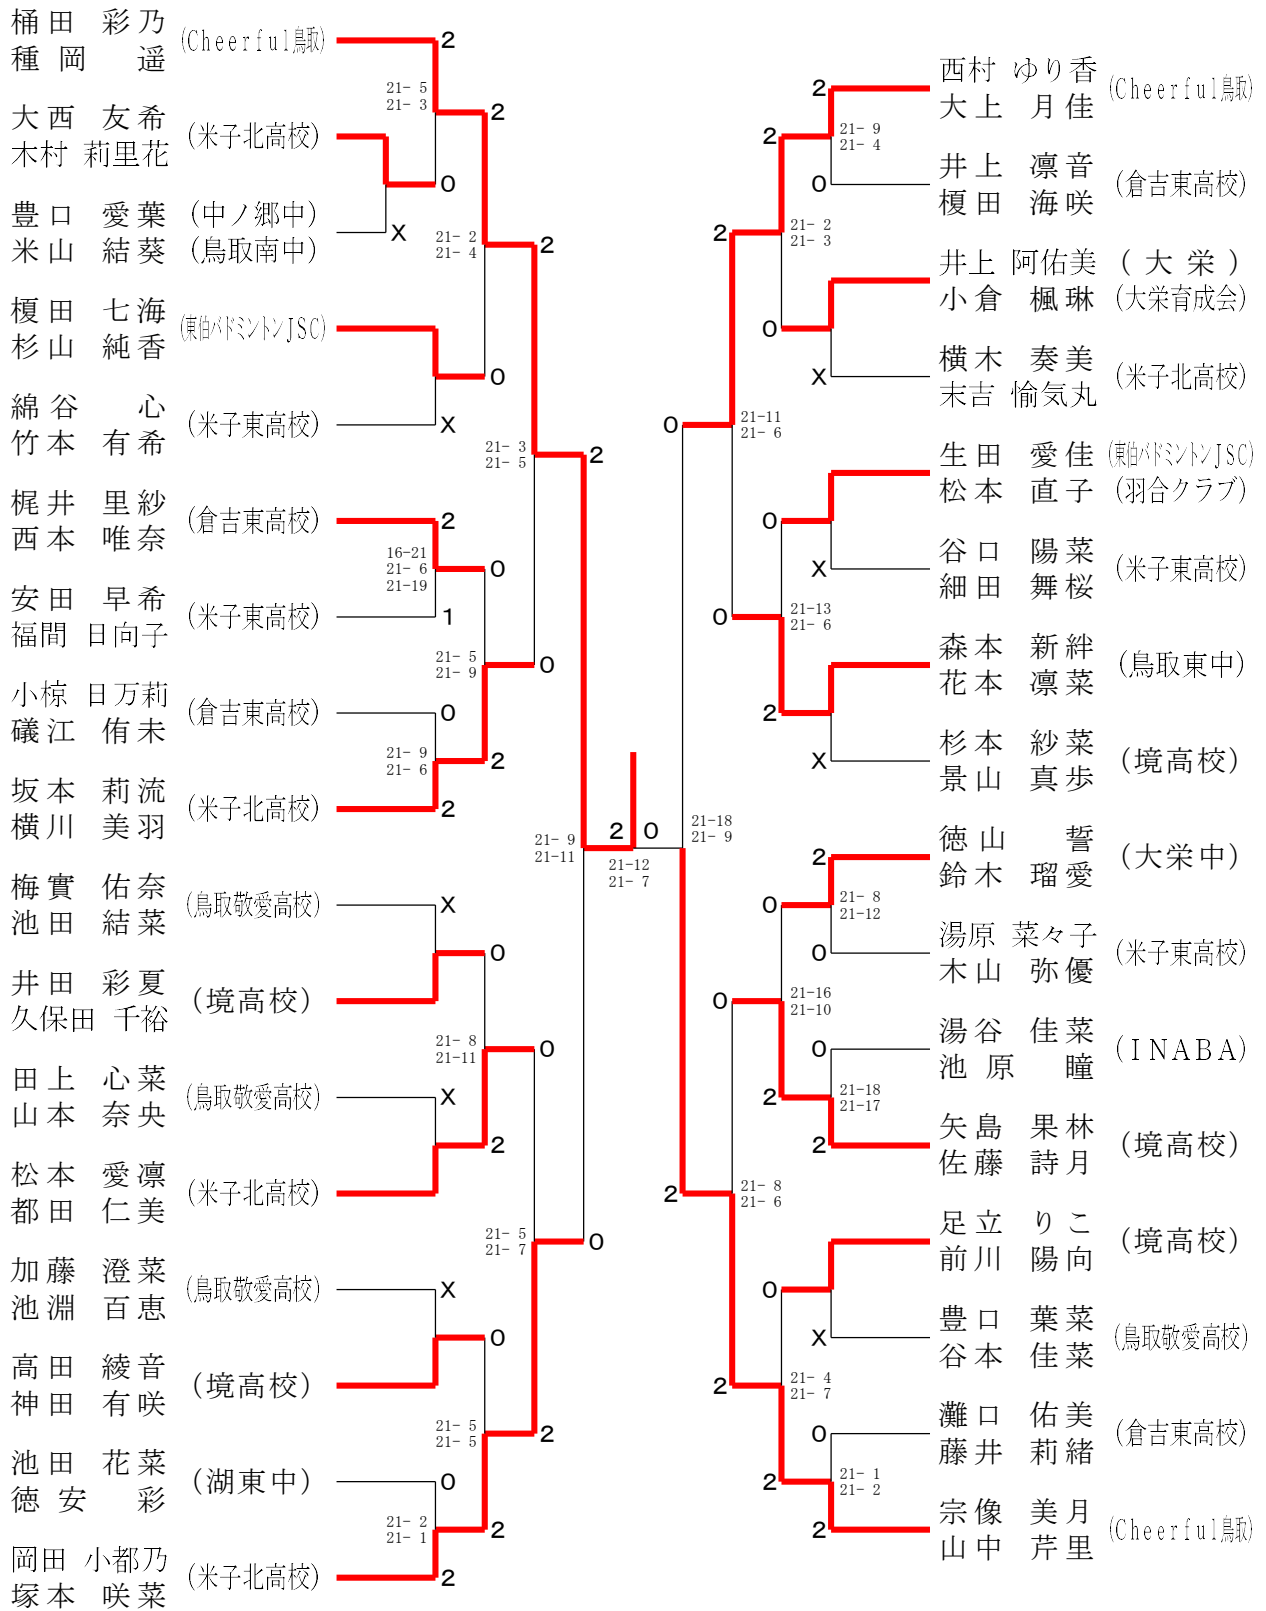 桶田 彩乃
種岡 遥
(Cheerful鳥取)
2
21- 5
21- 3
2
大西 友希
木村 莉里花
(米子北高校)
0
豊口 愛葉 (中ノ郷中)
米山 結葵 (鳥取南中)
X
21- 2
21- 4
2
榎田 七海
杉山 純香
(東伯バドミントンJSC)
0
綿谷 心
竹本 有希
(米子東高校)
X
21- 3
21- 5
2
梶井 里紗
西本 唯奈
(倉吉東高校)
2
16-21
21- 6
21-19
0
安田 早希
福間 日向子
(米子東高校)
1
21- 5
21- 9
0
小椋 日万莉
礒江 侑未
(倉吉東高校)
0
21- 9
21- 6
2
坂本 莉流
横川 美羽
(米子北高校)
2
21- 9
21-11
2 0
21-12
21- 7
梅實 佑奈
池田 結菜
(鳥取敬愛高校)
X
0
井田 彩夏
久保田 千裕
(境高校)
21- 8
21-11
0
田上 心菜
山本 奈央
(鳥取敬愛高校)
X
2
松本 愛凛
都田 仁美
(米子北高校)
21- 5
21- 7
0
加藤 澄菜
池淵 百恵
(鳥取敬愛高校)
X
0
高田 綾音
神田 有咲
(境高校)
21- 5
21- 5
2
池田 花菜
徳安 彩
(湖東中)
0
21- 2
21- 1
2
岡田 小都乃
塚本 咲菜
(米子北高校)
2
西村 ゆり香
大上 月佳
(Cheerful鳥取)
2
2
21- 9
21- 4
井上 凛音
榎田 海咲
(倉吉東高校)
0
2
21- 2
21- 3
井上 阿佑美 (大栄)
小倉 楓琳 (大栄育成会)
0
横木 奏美
末吉 愉気丸
(米子北高校)
X
0
21-11
21- 6
生田 愛佳 (東伯バドミントンJSC)
松本 直子 (羽合クラブ)
0
谷口 陽菜
細田 舞桜
(米子東高校)
X
0
21-13
21- 6
森本 新絆
花本 凛菜
(鳥取東中)
2
杉本 紗菜
景山 真歩
(境高校)
X
21-18
21- 9
徳山 誓
鈴木 瑠愛
(大栄中)
2
0
21- 8
21-12
湯原 菜々子
木山 弥優
(米子東高校)
0
0
21-16
21-10
湯谷 佳菜
池原 瞳
(INABA)
0
2
21-18
21-17
矢島 果林
佐藤 詩月
(境高校)
2
2
21- 8
21- 6
足立 りこ
前川 陽向
(境高校)
0
豊口 葉菜
谷本 佳菜
(鳥取敬愛高校)
X
2
21- 4
21- 7
灘口 佑美
藤井 莉緒
(倉吉東高校)
0
2
21- 1
21- 2
宗像 美月
山中 芹里
(Cheerful鳥取)
2